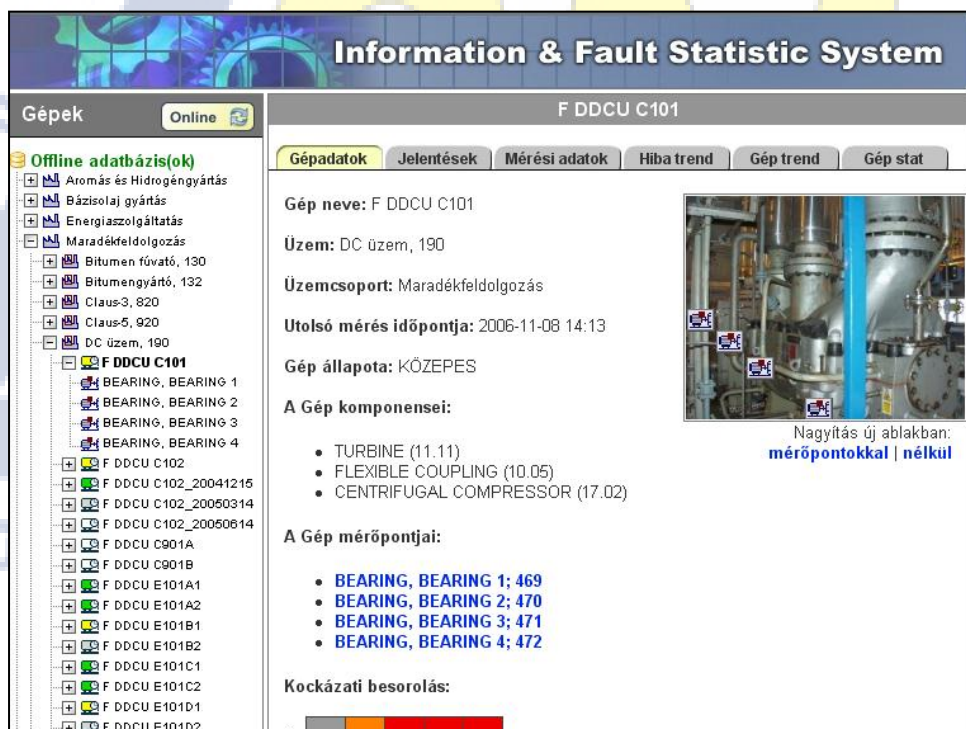 Information & Fault Statistic System
Gépek
Online
F DDCU C101
Offline adatbázis(ok)
Aromás és Hidrogéngyártás
Bázisolaj gyártás
Energiaszolgáltatás
Maradékfeldolgozás
Bitumen fúvató, 130
Bitumengyártó, 132
Claus-3, 820
Claus-5, 920
DC üzem, 190
F DDCU C101
BEARING, BEARING 1
BEARING, BEARING 2
BEARING, BEARING 3
BEARING, BEARING 4
F DDCU C102
F DDCU C102_20041215
F DDCU C102_20050314
F DDCU C102_20050614
F DDCU C901A
F DDCU C901B
F DDCU E101A1
F DDCU E101A2
F DDCU E101B1
F DDCU E101B2
F DDCU E101C1
F DDCU E101C2
F DDCU E101D1
F DDCU E101D2
Gépadatok Jelentések Mérési adatok Hiba trend Gép trend Gép stat
Gép neve: F DDCU C101
Üzem: DC üzem, 190
Üzemcsoport: Maradékfeldolgozás
Utolsó mérés időpontja: 2006-11-08 14:13
Gép állapota: KÖZEPES
A Gép komponensei:
TURBINE (11.11)
FLEXIBLE COUPLING (10.05)
CENTRIFUGAL COMPRESSOR (17.02)
A Gép mérőpontjai:
BEARING, BEARING 1; 469
BEARING, BEARING 2; 470
BEARING, BEARING 3; 471
BEARING, BEARING 4; 472
Kockázati besorolás:
Nagyítás új ablakban:
mérőpontokkal | nélkül